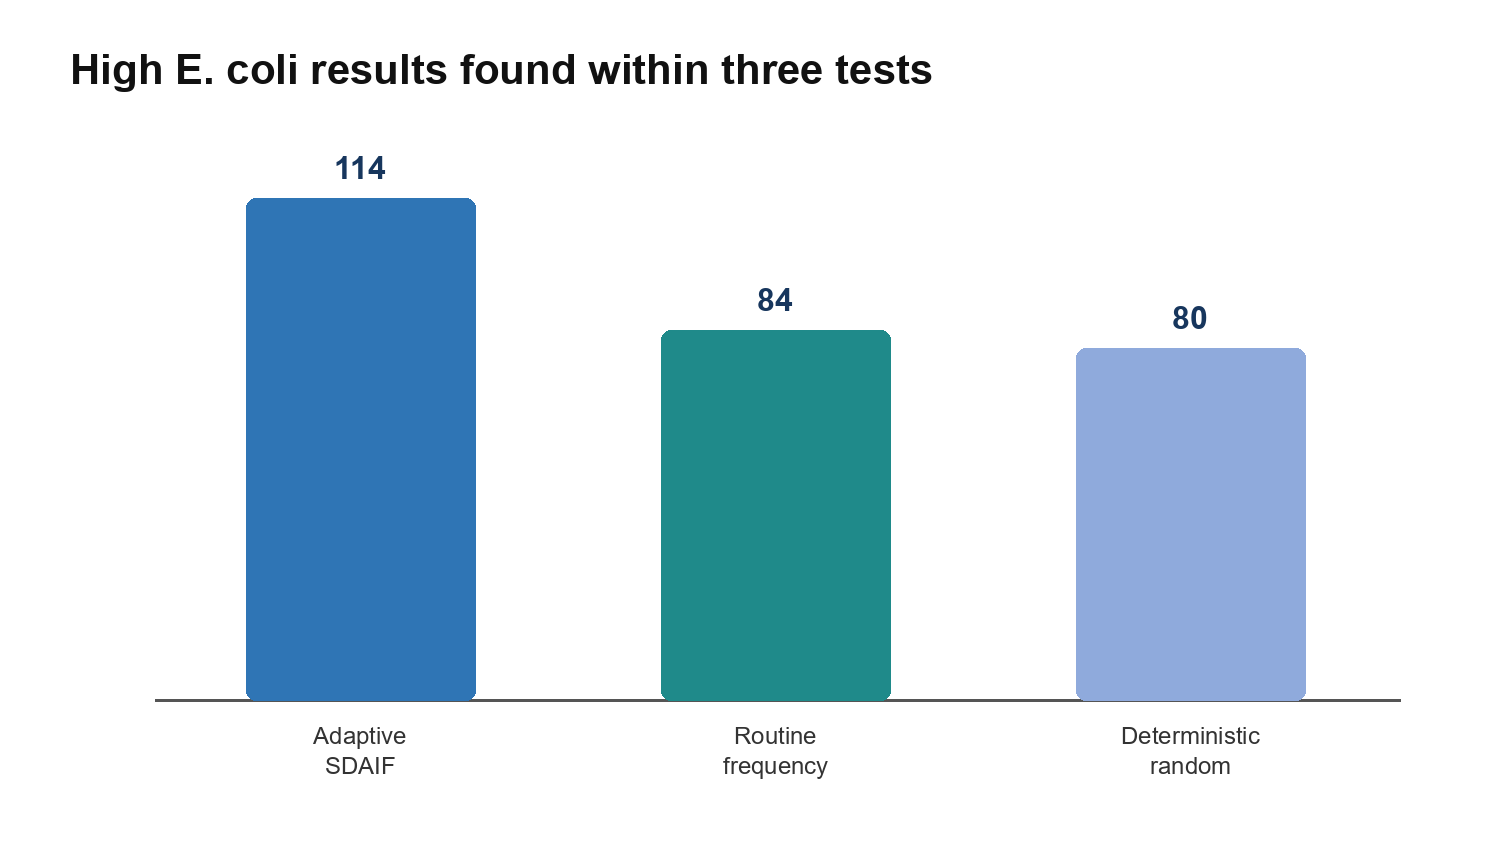 High E. coli results found within three tests
114
84
80
Adaptive
SDAIF
Routine
frequency
Deterministic
random